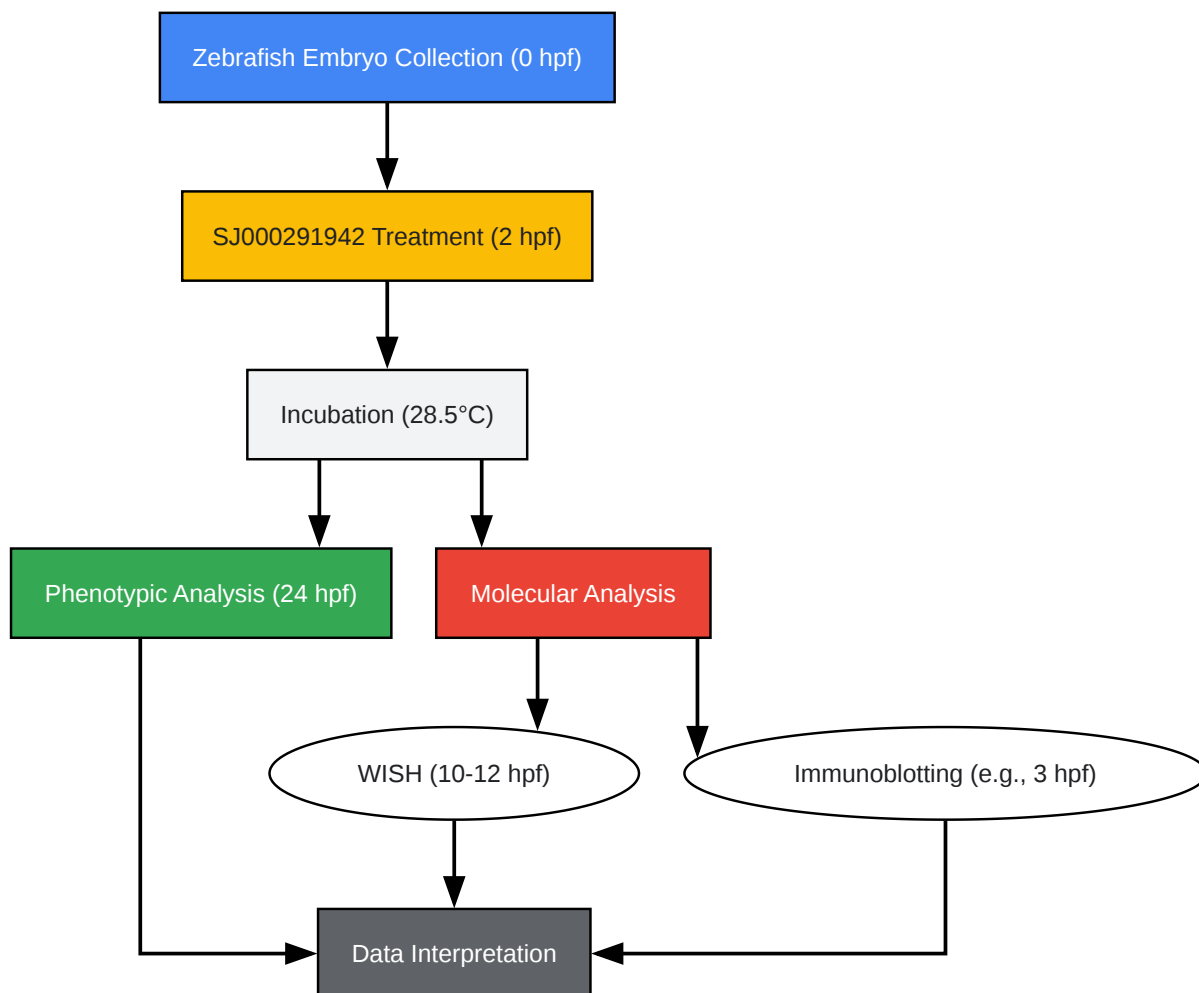 Zebrafish Embryo Collection (0 hpf)
SJ000291942 Treatment (2 hpf)
Incubation (28.5°C)
Phenotypic Analysis (24 hpf)
Molecular Analysis
WISH (10-12 hpf)
Immunoblotting (e.g., 3 hpf)
Data Interpretation